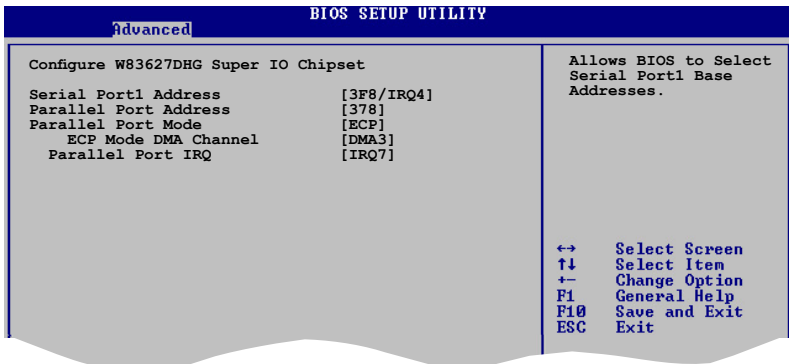 BIOS SETUP UTILITY
Advanced
Configure W83627DHG Super IO Chipset
Serial Port1 Address [3F8/IRQ4]
Parallel Port Address [378]
Parallel Port Mode [ECP]
ECP Mode DMA Channel [DMA3]
Parallel Port IRQ [IRQ7]
Allows BIOS to Select
Serial Port1 Base
Addresses.
←→ Select Screen
↑↓ Select Item
+- Change Option
F1 General Help
F10 Save and Exit
ESC Exit